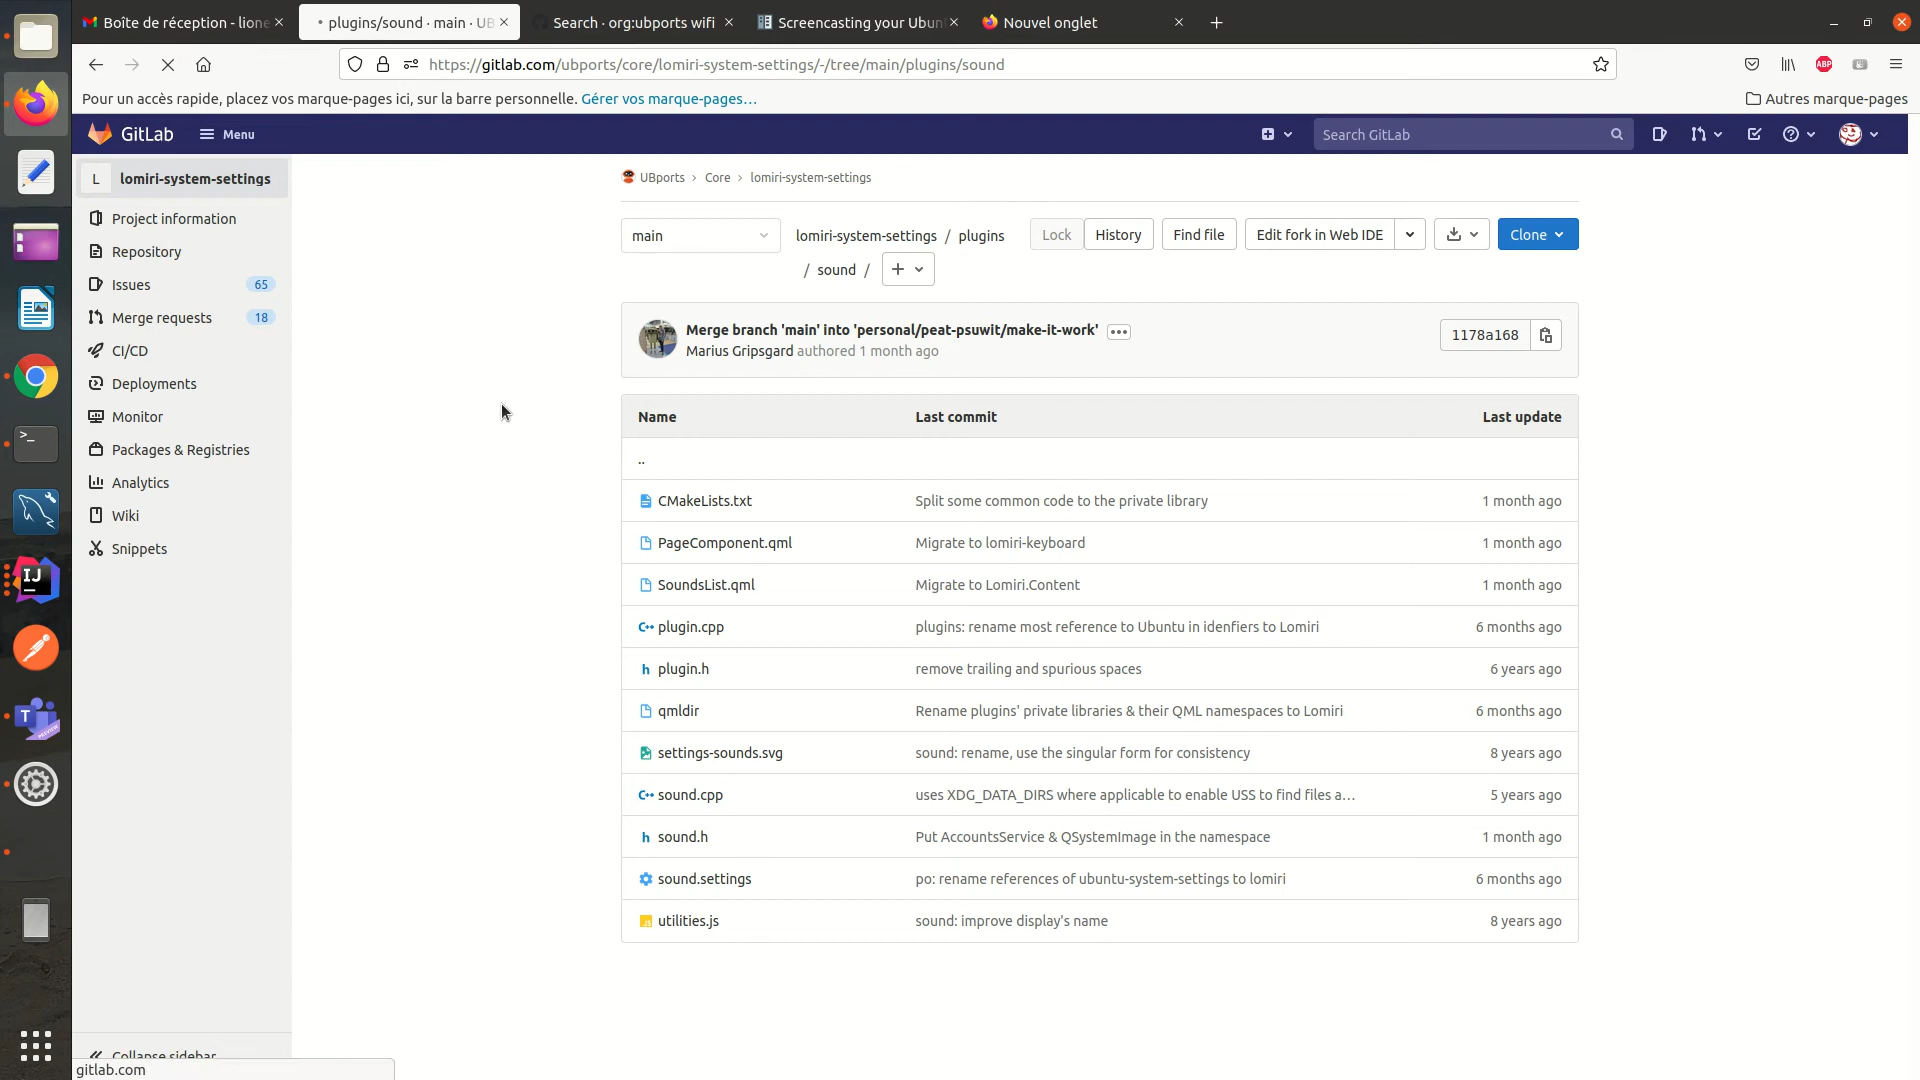 Boîte de réception - lione
plugins/sound · main · UB
Search · org:ubports wifi
Screencasting your Ubun
Nouvel onglet
https://gitlab.com/ubports/core/lomiri-system-settings/-/tree/main/plugins/sound
ABP
Pour un accès rapide, placez vos marque-pages ici, sur la barre personnelle. Gérer vos marque-pages…
Autres marque-pages
GitLab
Menu
Search GitLab
L lomiri-system-settings
Project information
Repository
Issues 65
Merge requests 18
CI/CD
Deployments
Monitor
Packages & Registries
Analytics
Wiki
Snippets
Collapse sidebar
gitlab.com
UBports › Core › lomiri-system-settings
main
lomiri-system-settings / plugins
/ sound /
Lock
History
Find file
Edit fork in Web IDE
Clone
Merge branch 'main' into 'personal/peat-psuwit/make-it-work'
Marius Gripsgard authored 1 month ago
1178a168
Name Last commit Last update
..
CMakeLists.txt Split some common code to the private library 1 month ago
PageComponent.qml Migrate to lomiri-keyboard 1 month ago
SoundsList.qml Migrate to Lomiri.Content 1 month ago
C++ plugin.cpp plugins: rename most reference to Ubuntu in idenfiers to Lomiri 6 months ago
h plugin.h remove trailing and spurious spaces 6 years ago
qmldir Rename plugins' private libraries & their QML namespaces to Lomiri 6 months ago
settings-sounds.svg sound: rename, use the singular form for consistency 8 years ago
C++ sound.cpp uses XDG_DATA_DIRS where applicable to enable USS to find files a… 5 years ago
h sound.h Put AccountsService & QSystemImage in the namespace 1 month ago
sound.settings po: rename references of ubuntu-system-settings to lomiri 6 months ago
utilities.js sound: improve display's name 8 years ago
>_
IJ
T
PREVIEW